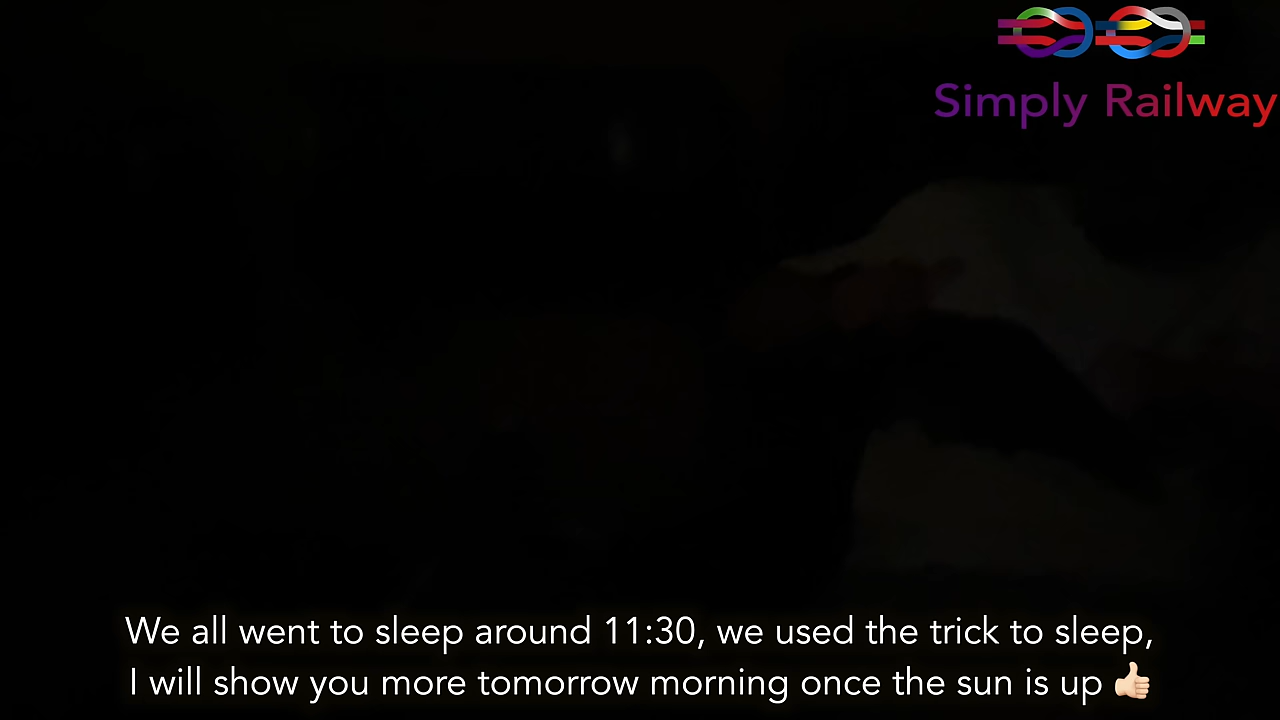 Simply Railway
We all went to sleep around 11:30, we used the trick to sleep,
I will show you more tomorrow morning once the sun is up 👍🏻